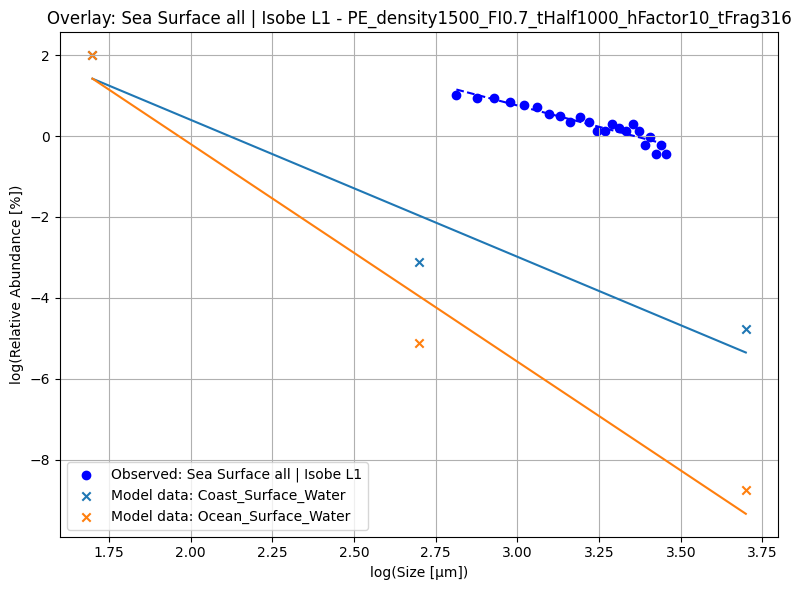 Overlay: Sea Surface all | Isobe L1 - PE_density1500_FI0.7_tHalf1000_hFactor10_tFrag316
log(Relative Abundance [%])
2
0
−2
−4
−6
−8
Observed: Sea Surface all | Isobe L1
Model data: Coast_Surface_Water
Model data: Ocean_Surface_Water
1.75 2.00 2.25 2.50 2.75 3.00 3.25 3.50 3.75
log(Size [µm])